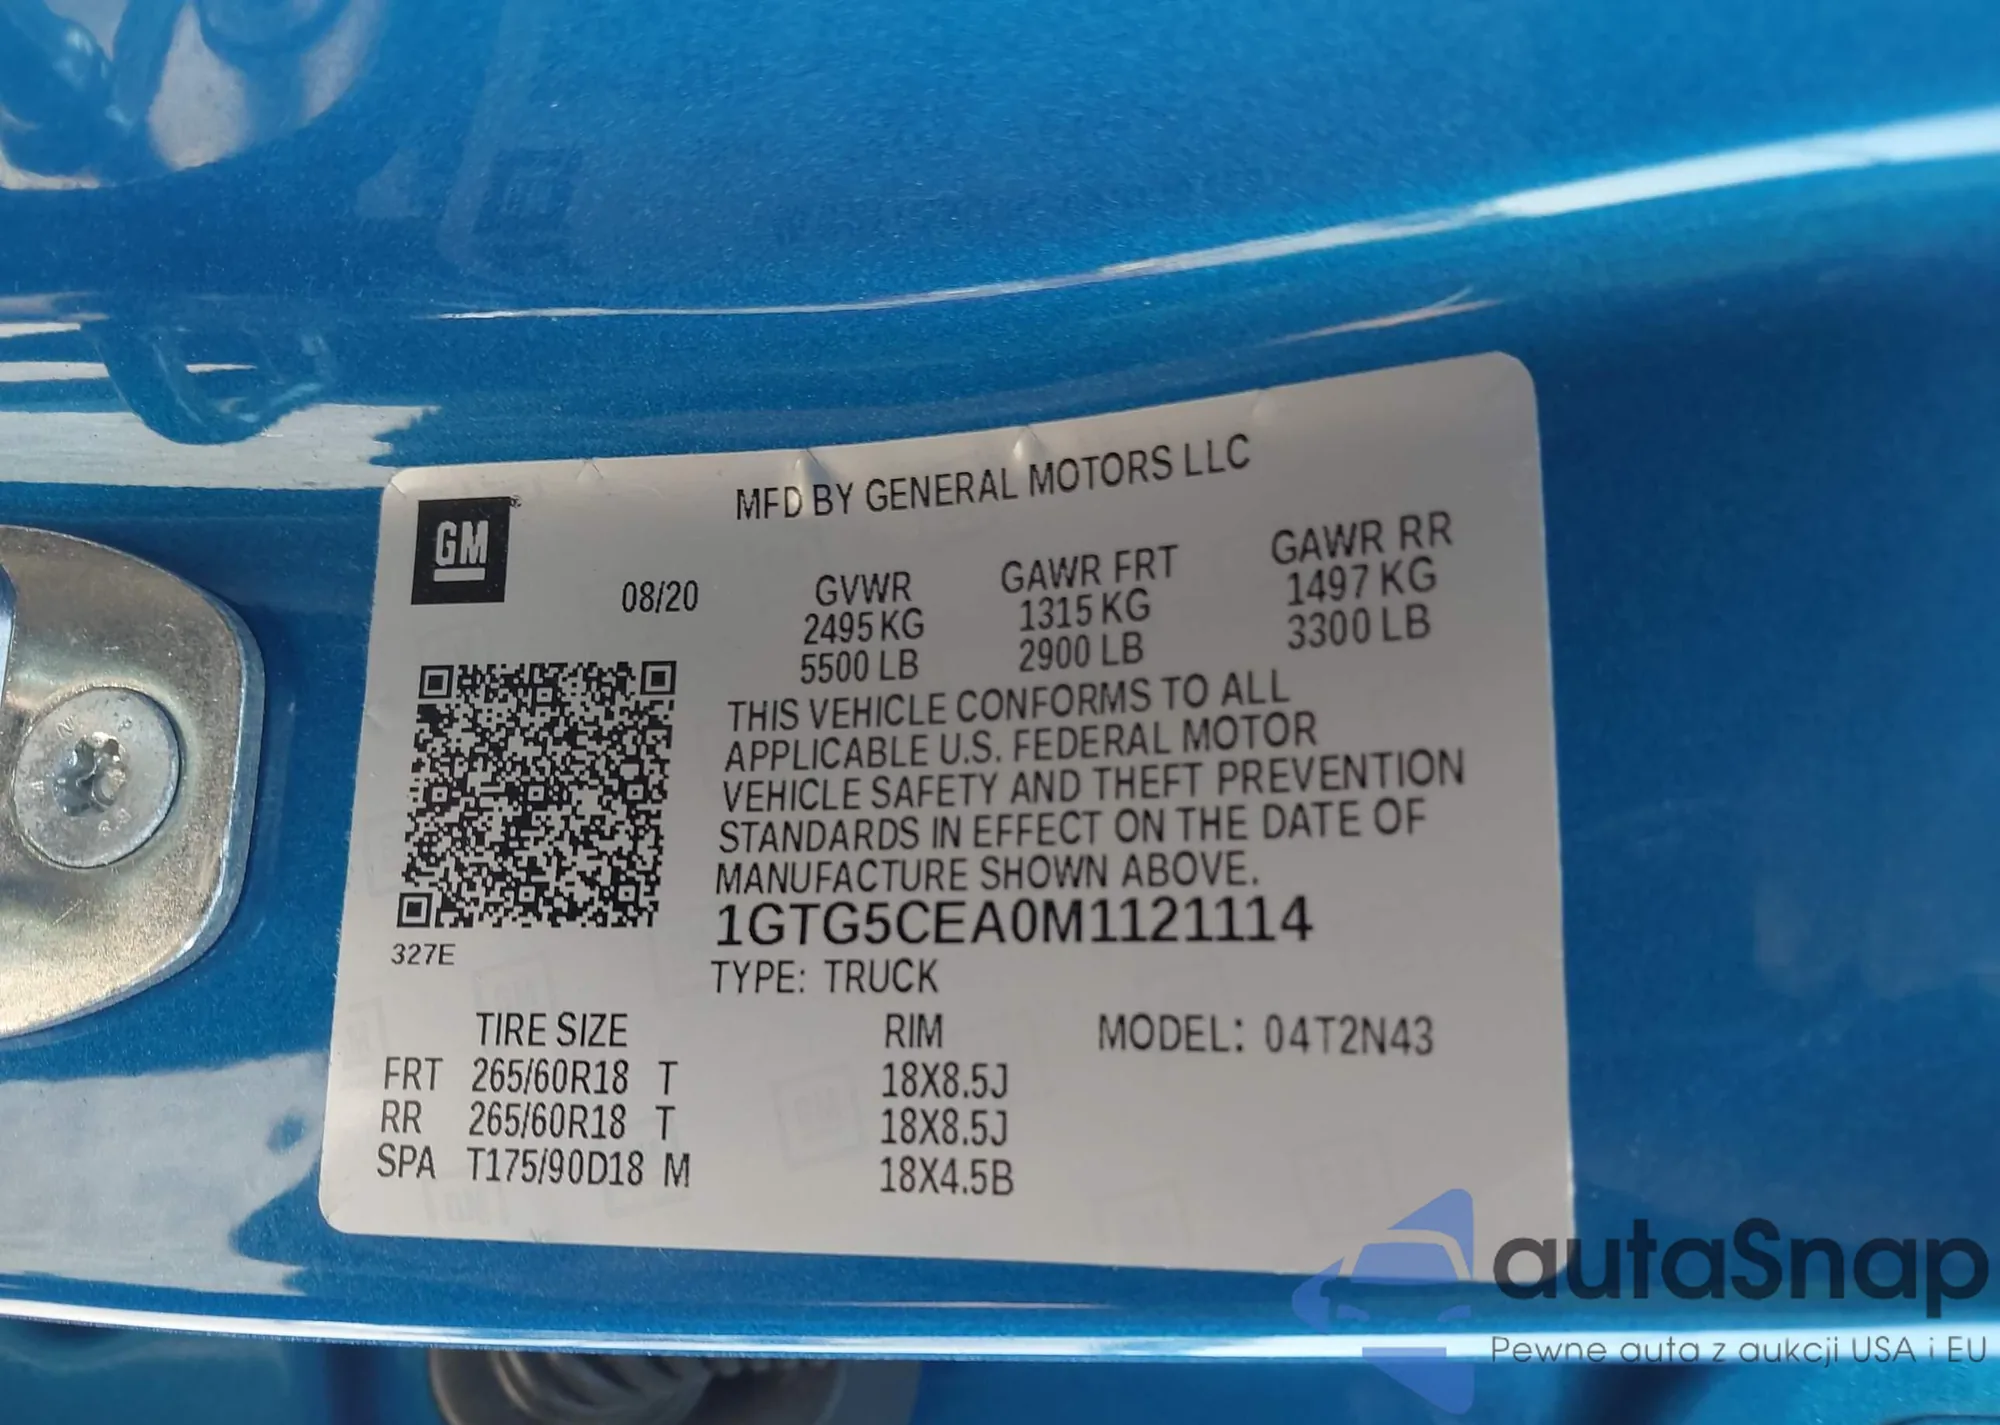 MFD BY GENERAL MOTORS LLC
GM
08/20
GVWR
2495 KG
5500 LB
GAWR FRT
1315 KG
2900 LB
GAWR RR
1497 KG
3300 LB
THIS VEHICLE CONFORMS TO ALL
APPLICABLE U.S. FEDERAL MOTOR
VEHICLE SAFETY AND THEFT PREVENTION
STANDARDS IN EFFECT ON THE DATE OF
MANUFACTURE SHOWN ABOVE.
1GTG5CEA0M1121114
327E
TYPE: TRUCK
TIRE SIZE RIM MODEL: 04T2N43
FRT 265/60R18 T 18X8.5J
RR 265/60R18 T 18X8.5J
SPA T175/90D18 M 18X4.5B
autaSnap
Pewne auta z aukcji USA i EU